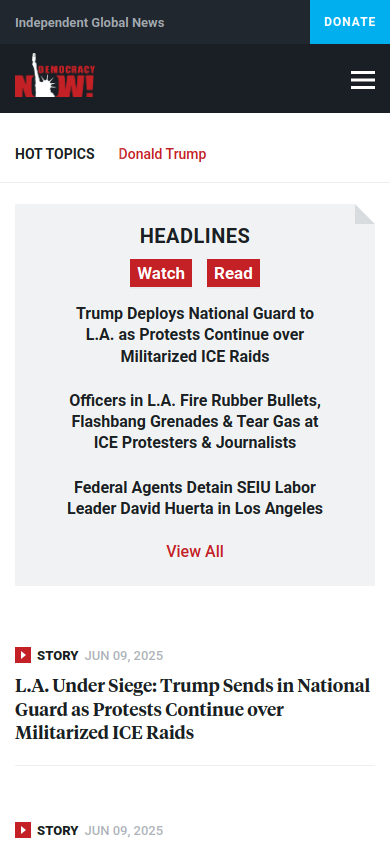 Independent Global News
DONATE
DEMOCRACY
NOW!
HOT TOPICS Donald Trump
HEADLINES
Watch Read
Trump Deploys National Guard to
L.A. as Protests Continue over
Militarized ICE Raids
Officers in L.A. Fire Rubber Bullets,
Flashbang Grenades & Tear Gas at
ICE Protesters & Journalists
Federal Agents Detain SEIU Labor
Leader David Huerta in Los Angeles
View All
STORY JUN 09, 2025
L.A. Under Siege: Trump Sends in National
Guard as Protests Continue over
Militarized ICE Raids
STORY JUN 09, 2025